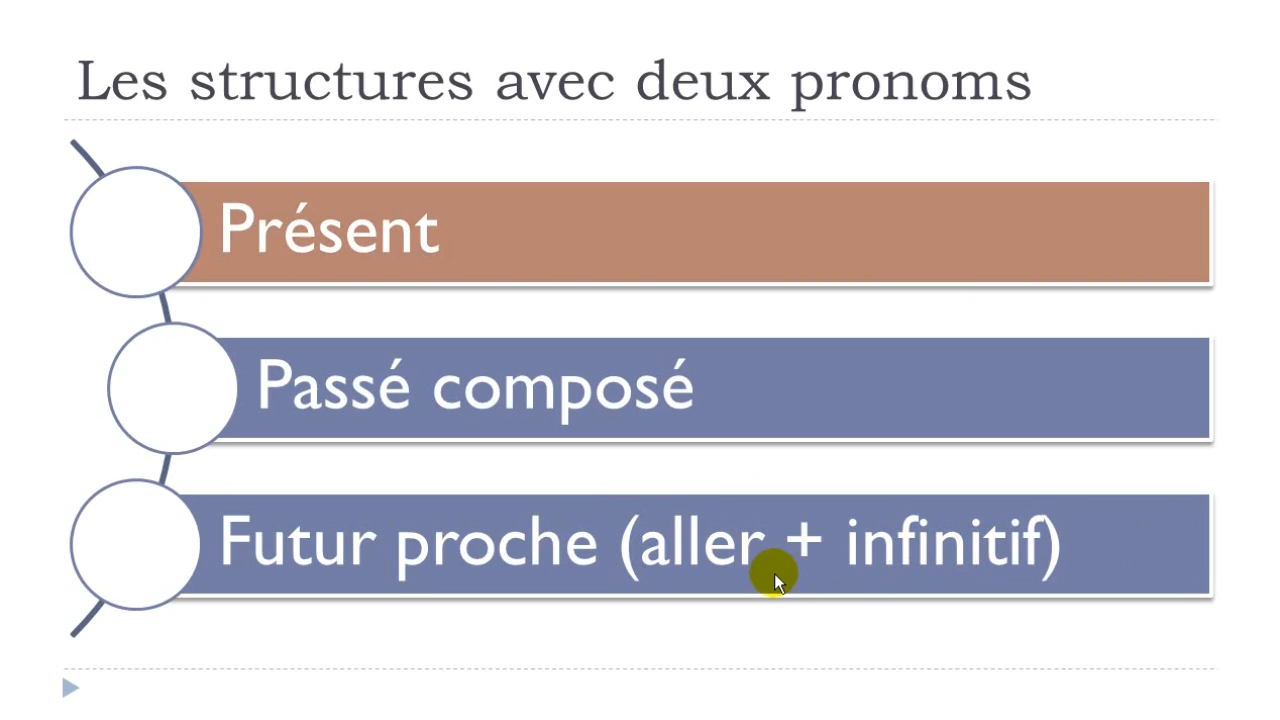 Les structures avec deux pronoms
Présent
Passé composé
Futur proche (aller + infinitif)